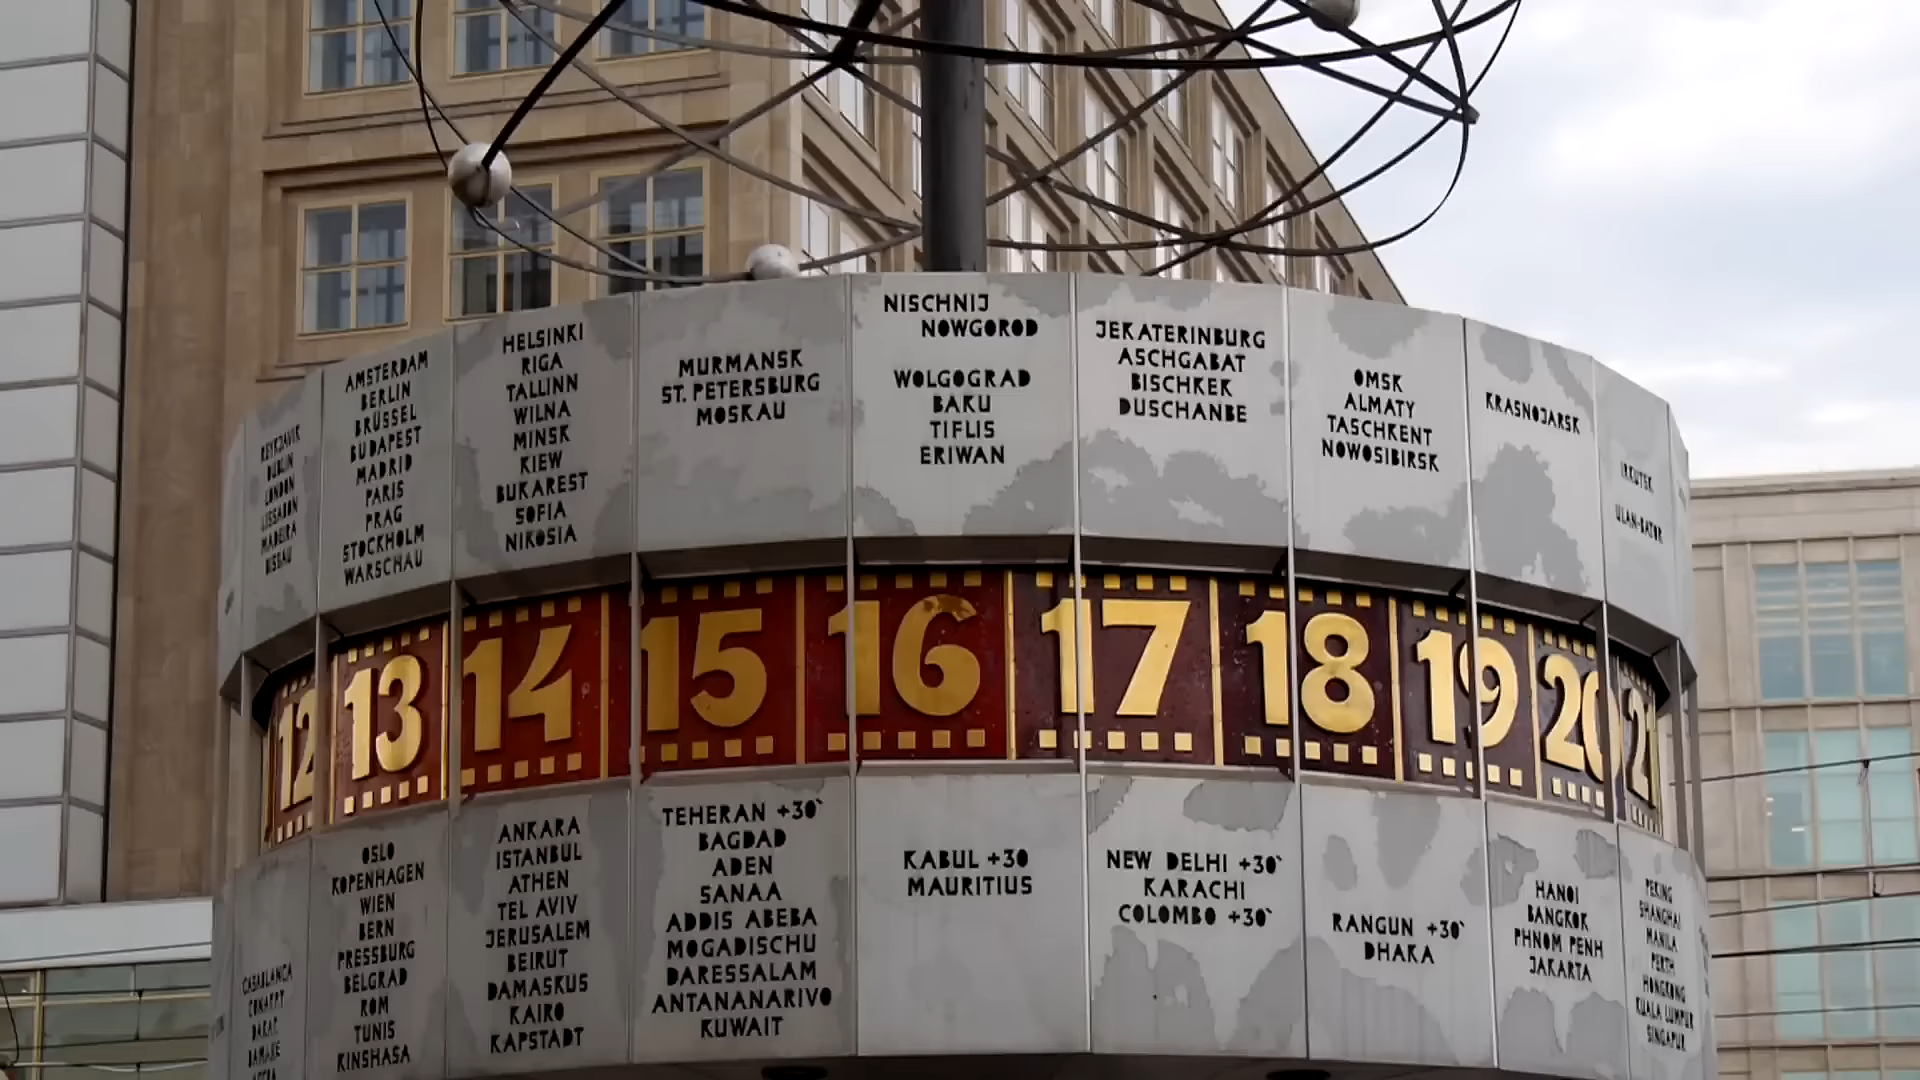 REYKJAVIK
DUBLIN
LONDON
LISSABON
MADEIRA
BISSAU
AMSTERDAM
BERLIN
BRÜSSEL
BUDAPEST
MADRID
PARIS
PRAG
STOCKHOLM
WARSCHAU
HELSINKI
RIGA
TALLINN
WILNA
MINSK
KIEW
BUKAREST
SOFIA
NIKOSIA
MURMANSK
ST. PETERSBURG
MOSKAU
NISCHNIJ
NOWGOROD
WOLGOGRAD
BAKU
TIFLIS
ERIWAN
JEKATERINBURG
ASCHGABAT
BISCHKEK
DUSCHANBE
OMSK
ALMATY
TASCHKENT
NOWOSIBIRSK
KRASNOJARSK
IRKUTSK
ULAN-BATOR
12 13 14 15 16 17 18 19 20 21
CASABLANCA
CONAKRY
DAKAR
BAMAKO
OSLO
KOPENHAGEN
WIEN
BERN
PRESSBURG
BELGRAD
ROM
TUNIS
KINSHASA
ANKARA
ISTANBUL
ATHEN
TEL AVIV
JERUSALEM
BEIRUT
DAMASKUS
KAIRO
KAPSTADT
TEHERAN +30`
BAGDAD
ADEN
SANAA
ADDIS ABEBA
MOGADISCHU
DARESSALAM
ANTANANARIVO
KUWAIT
KABUL +30
MAURITIUS
NEW DELHI +30`
KARACHI
COLOMBO +30`
RANGUN +30`
DHAKA
HANOI
BANGKOK
PHNOM PENH
JAKARTA
PEKING
SHANGHAI
MANILA
PERTH
HONGKONG
KUALA LUMPUR
SINGAPUR